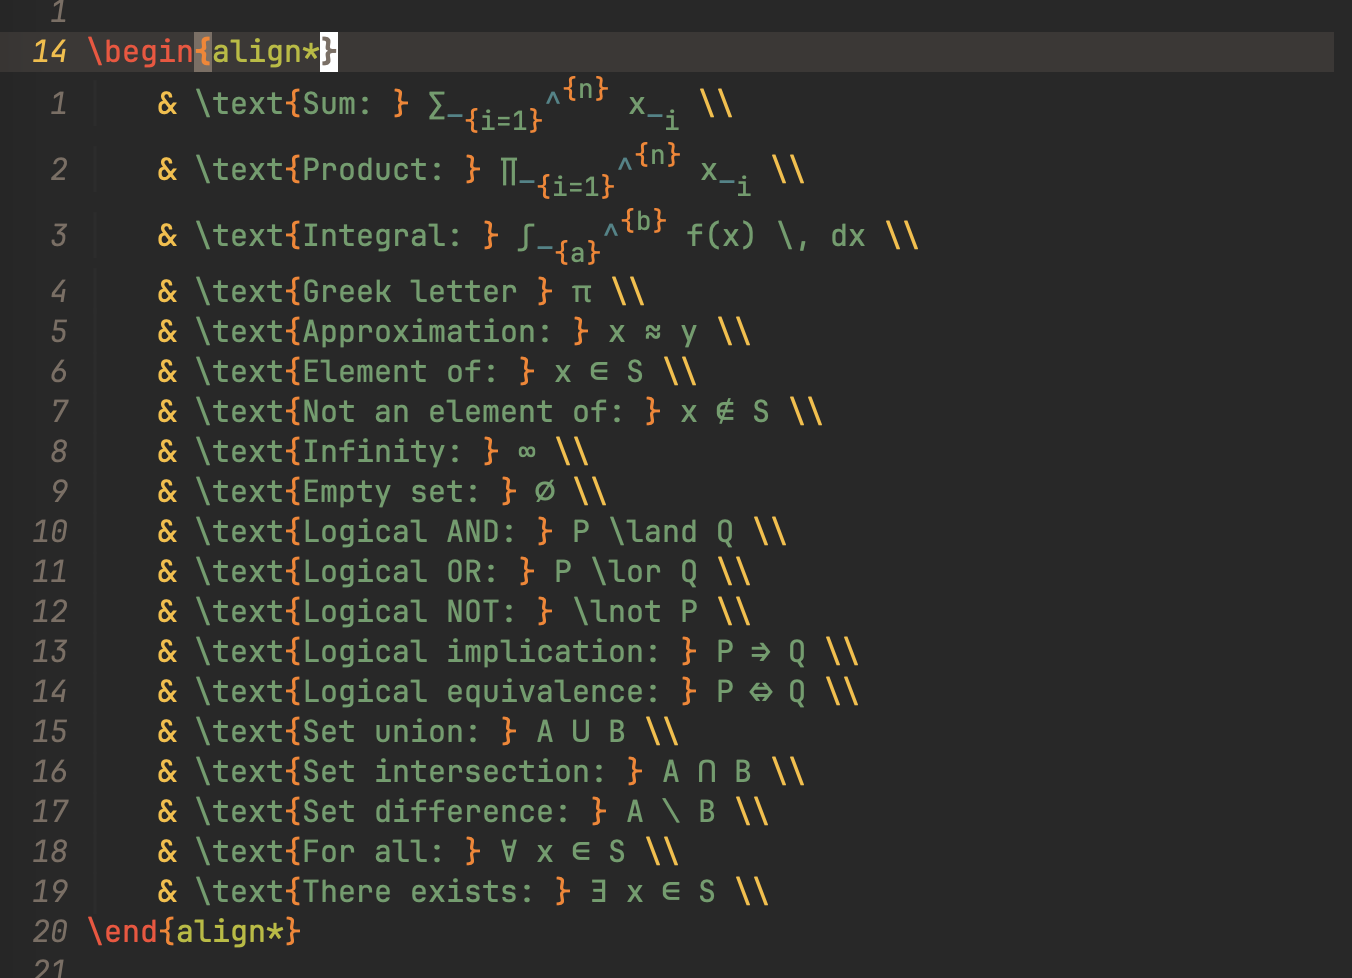 1
14 \begin{align*}
1 & \text{Sum: } ∑_{i=1}^{n} x_i \\
2 & \text{Product: } ∏_{i=1}^{n} x_i \\
3 & \text{Integral: } ∫_{a}^{b} f(x) \, dx \\
4 & \text{Greek letter } π \\
5 & \text{Approximation: } x ≈ y \\
6 & \text{Element of: } x ∈ S \\
7 & \text{Not an element of: } x ∉ S \\
8 & \text{Infinity: } ∞ \\
9 & \text{Empty set: } ∅ \\
10 & \text{Logical AND: } P \land Q \\
11 & \text{Logical OR: } P \lor Q \\
12 & \text{Logical NOT: } \lnot P \\
13 & \text{Logical implication: } P ⇒ Q \\
14 & \text{Logical equivalence: } P ⇔ Q \\
15 & \text{Set union: } A ∪ B \\
16 & \text{Set intersection: } A ∩ B \\
17 & \text{Set difference: } A ∖ B \\
18 & \text{For all: } ∀ x ∈ S \\
19 & \text{There exists: } ∃ x ∈ S \\
20 \end{align*}
21